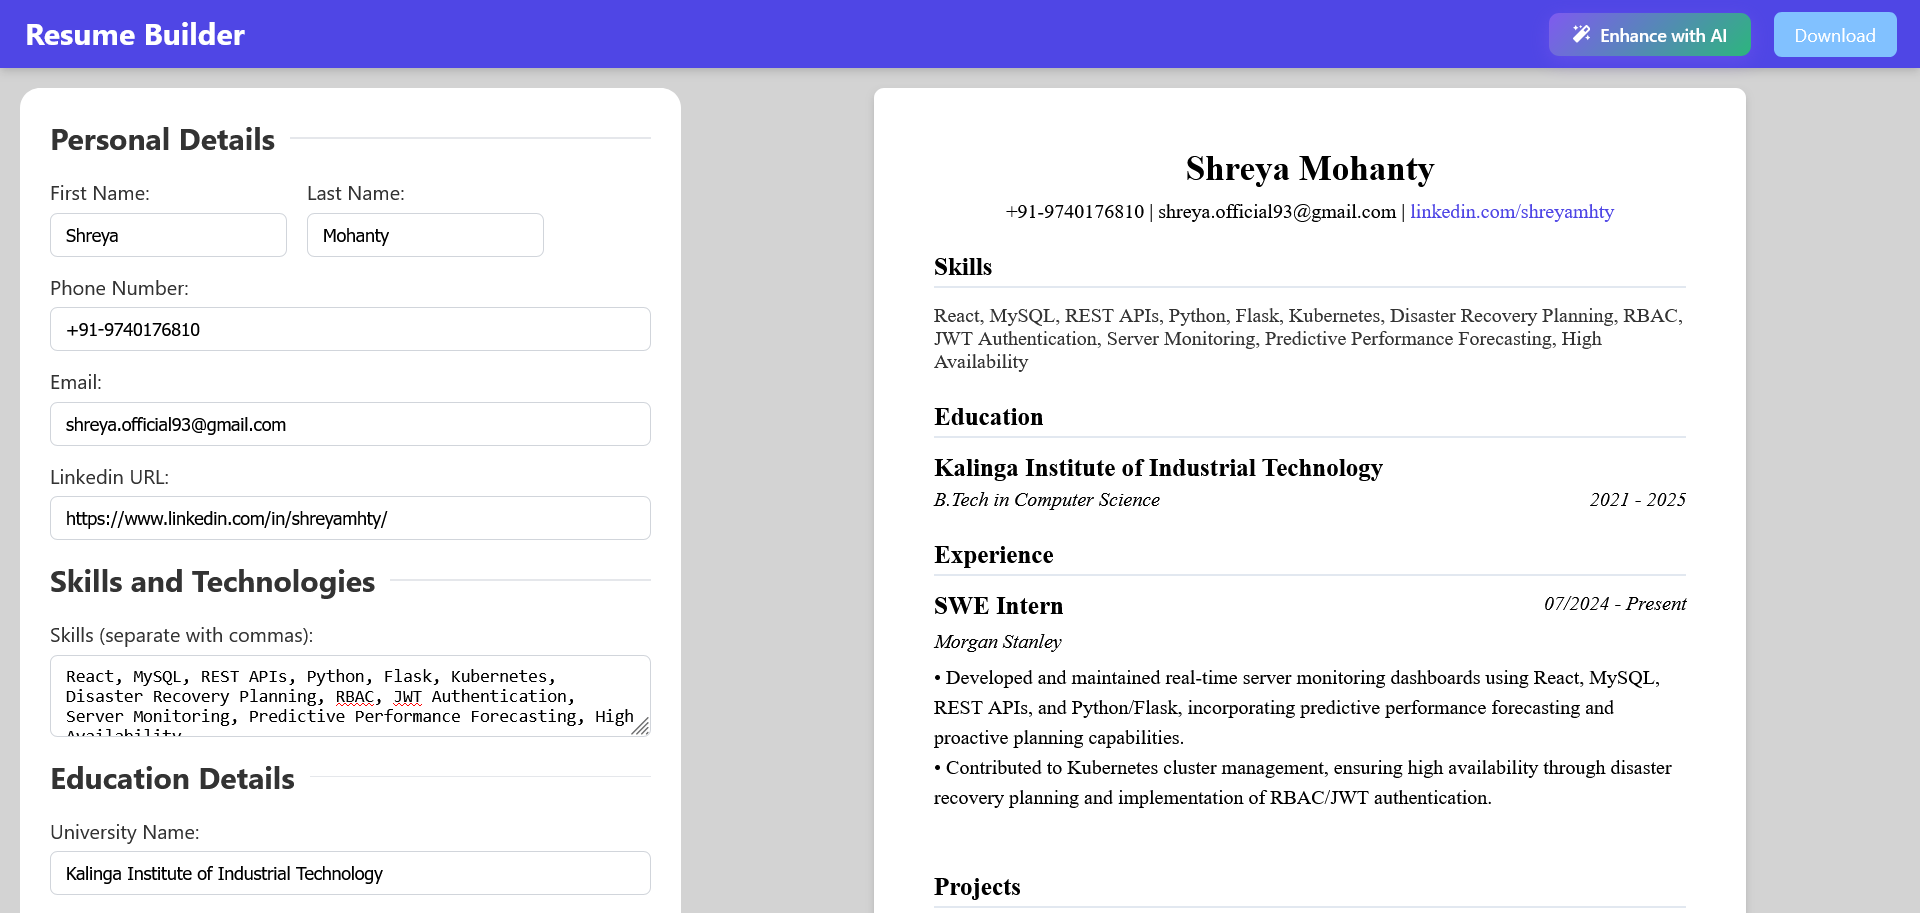 Resume Builder
Enhance with AI
Download
Personal Details
First Name:
Last Name:
Shreya
Mohanty
Phone Number:
+91-9740176810
Email:
shreya.official93@gmail.com
Linkedin URL:
https://www.linkedin.com/in/shreyamhty/
Skills and Technologies
Skills (separate with commas):
React, MySQL, REST APIs, Python, Flask, Kubernetes,
Disaster Recovery Planning, RBAC, JWT Authentication,
Server Monitoring, Predictive Performance Forecasting, High
Availability
Education Details
University Name:
Kalinga Institute of Industrial Technology
Shreya Mohanty
+91-9740176810 | shreya.official93@gmail.com | linkedin.com/shreyamhty
Skills
React, MySQL, REST APIs, Python, Flask, Kubernetes, Disaster Recovery Planning, RBAC,
JWT Authentication, Server Monitoring, Predictive Performance Forecasting, High
Availability
Education
Kalinga Institute of Industrial Technology
B.Tech in Computer Science
2021 - 2025
Experience
SWE Intern
07/2024 - Present
Morgan Stanley
• Developed and maintained real-time server monitoring dashboards using React, MySQL,
REST APIs, and Python/Flask, incorporating predictive performance forecasting and
proactive planning capabilities.
• Contributed to Kubernetes cluster management, ensuring high availability through disaster
recovery planning and implementation of RBAC/JWT authentication.
Projects